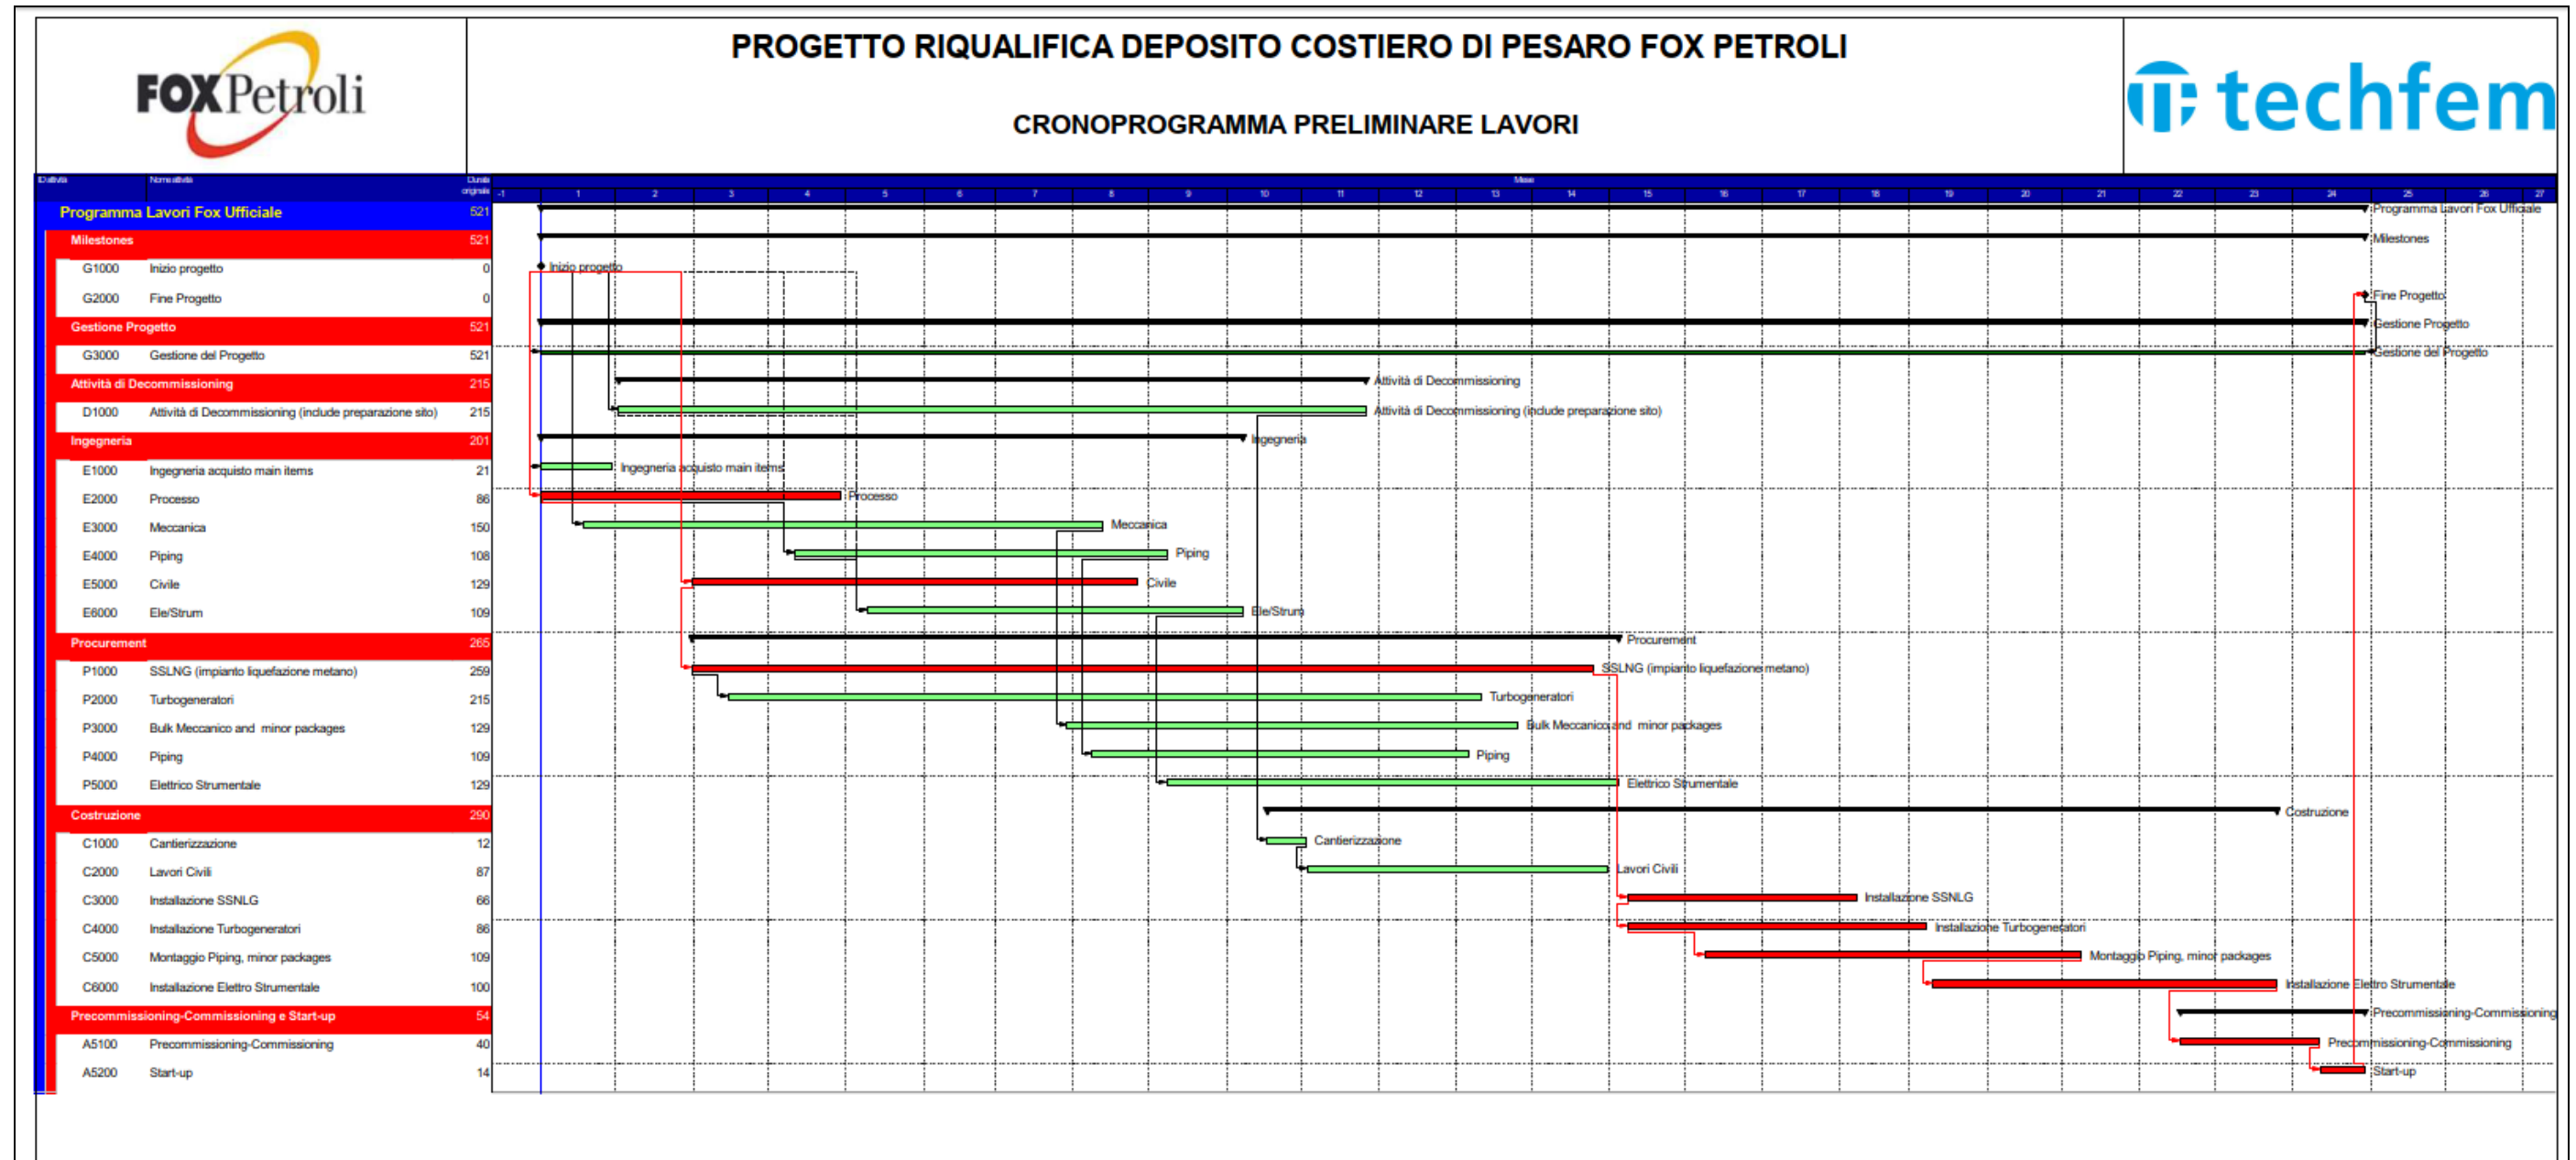 FOXPetroli
PROGETTO RIQUALIFICA DEPOSITO COSTIERO DI PESARO FOX PETROLI
CRONOPROGRAMMA PRELIMINARE LAVORI
techfem
ID attività Nome attività Durata originale Mese
-1 1 2 3 4 5 6 7 8 9 10 11 12 13 14 15 16 17 18 19 20 21 22 23 24 25 26 27
Programma Lavori Fox Ufficiale 521 Programma Lavori Fox Ufficiale
Milestones 521 Milestones
G1000 Inizio progetto 0 Inizio progetto
G2000 Fine Progetto 0 Fine Progetto
Gestione Progetto 521 Gestione Progetto
G3000 Gestione del Progetto 521 Gestione del Progetto
Attività di Decommissioning 215 Attività di Decommissioning
D1000 Attività di Decommissioning (include preparazione sito) 215 Attività di Decommissioning (include preparazione sito)
Ingegneria 201 Ingegneria
E1000 Ingegneria acquisto main items 21 Ingegneria acquisto main items
E2000 Processo 86 Processo
E3000 Meccanica 150 Meccanica
E4000 Piping 108 Piping
E5000 Civile 129 Civile
E6000 Ele/Strum 109 Ele/Strum
Procurement 265 Procurement
P1000 SSLNG (impianto liquefazione metano) 259 SSLNG (impianto liquefazione metano)
P2000 Turbogeneratori 215 Turbogeneratori
P3000 Bulk Meccanico and minor packages 129 Bulk Meccanico and minor packages
P4000 Piping 109 Piping
P5000 Elettrico Strumentale 129 Elettrico Strumentale
Costruzione 290 Costruzione
C1000 Cantierizzazione 12 Cantierizzazione
C2000 Lavori Civili 87 Lavori Civili
C3000 Installazione SSNLG 66 Installazione SSNLG
C4000 Installazione Turbogeneratori 86 Installazione Turbogeneratori
C5000 Montaggio Piping, minor packages 109 Montaggio Piping, minor packages
C6000 Installazione Elettro Strumentale 100 Installazione Elettro Strumentale
Precommissioning-Commissioning e Start-up 54 Precommissioning-Commissioning
A5100 Precommissioning-Commissioning 40 Precommissioning-Commissioning
A5200 Start-up 14 Start-up